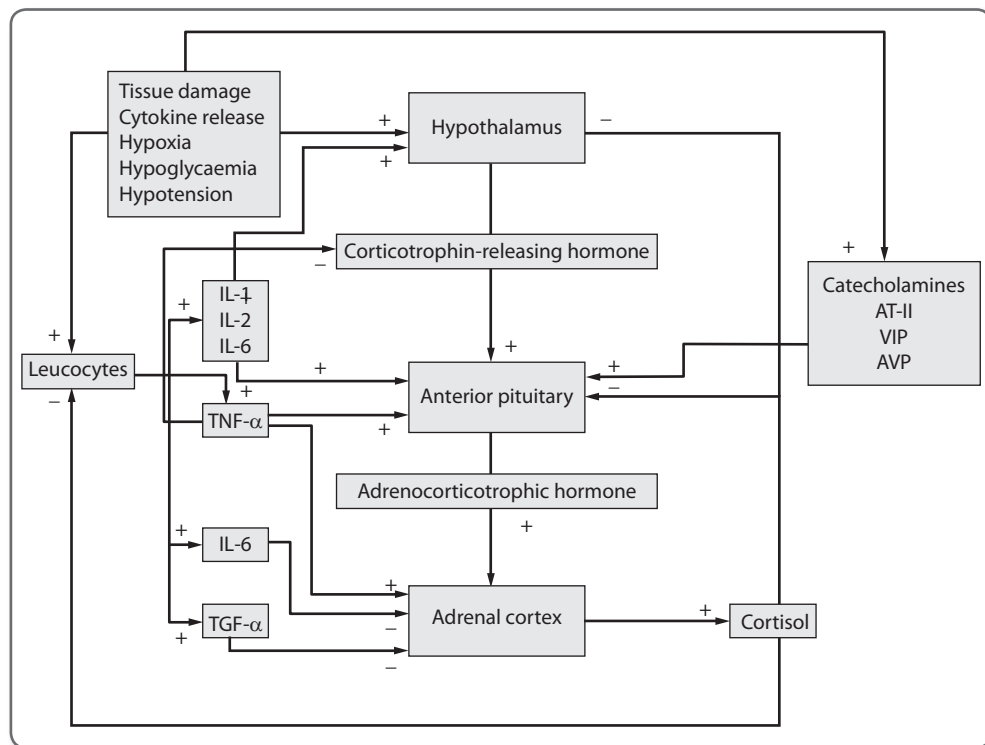 Tissue damage
Cytokine release
Hypoxia
Hypoglycaemia
Hypotension
+
+
Hypothalamus
−
Corticotrophin-releasing hormone
−
+
Catecholamines
AT-II
VIP
AVP
+
IL-1
IL-2
IL-6
+
+
Leucocytes
−
+
+
+
−
Anterior pituitary
+
TNF-α
+
Adrenocorticotrophic hormone
+
+
IL-6
+
−
Adrenal cortex
+
Cortisol
+
TGF-α
−